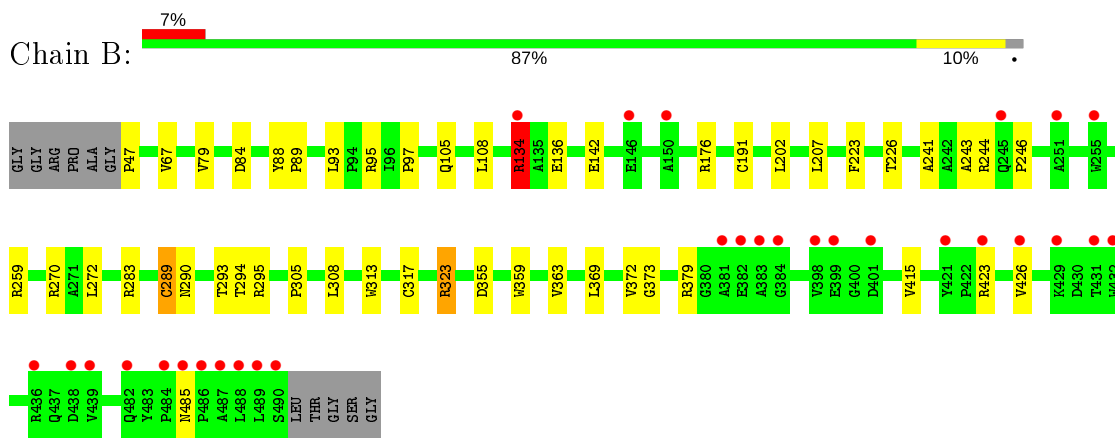 7%
Chain B:
87%
10%
GLY GLY ARG PRO ALA GLY P47 V67 V79 D84 Y88 P89 L93 P94 R95 I96 P97 Q105 L108 R134 A135 E136 E142 E146 A150 R176 C191 L202 L207 F223 T226 A241 A242 A243 R244 Q245 P246 A251 W255
R259 R270 A271 L272 R283 C289 N290 T293 T294 R295 P305 L308 W313 C317 R323 D355 W359 V363 L369 V372 G373 R379 G380 A381 E382 A383 G384 V398 E399 G400 D401 V415 Y421 P422 R423 V426 K429 D430 T431 W432
R436 Q437 D438 V439 Q482 Y483 P484 N485 P486 A487 L488 L489 S490 LEU THR GLY SER GLY